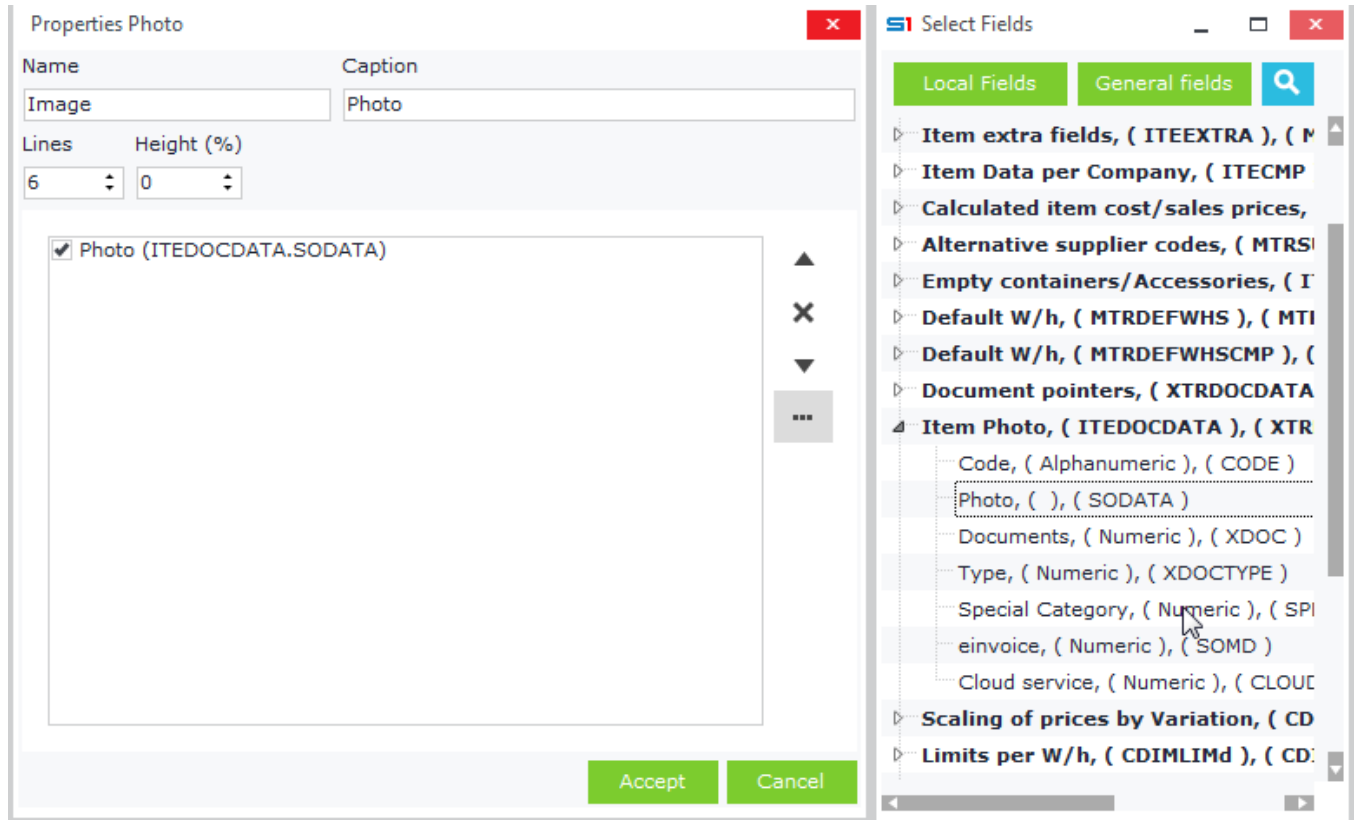 Properties Photo
Name Caption
Image Photo
Lines Height (%)
6 0
Photo (ITEDOCDATA.SODATA)
Accept Cancel
S1 Select Fields
Local Fields General fields
Item extra fields, ( ITEEXTRA ), ( M
Item Data per Company, ( ITECMP
Calculated item cost/sales prices,
Alternative supplier codes, ( MTRS
Empty containers/Accessories, ( I
Default W/h, ( MTRDEFWHS ), ( MT
Default W/h, ( MTRDEFWHSCMP ), (
Document pointers, ( XTRDOCDATA
Item Photo, ( ITEDOCDATA ), ( XTR
Code, ( Alphanumeric ), ( CODE )
Photo, ( ), ( SODATA )
Documents, ( Numeric ), ( XDOC )
Type, ( Numeric ), ( XDOCTYPE )
Special Category, ( Numeric ), ( SP
einvoice, ( Numeric ), ( SOMD )
Cloud service, ( Numeric ), ( CLOUD
Scaling of prices by Variation, ( CD
Limits per W/h, ( CDIMLIMd ), ( CD